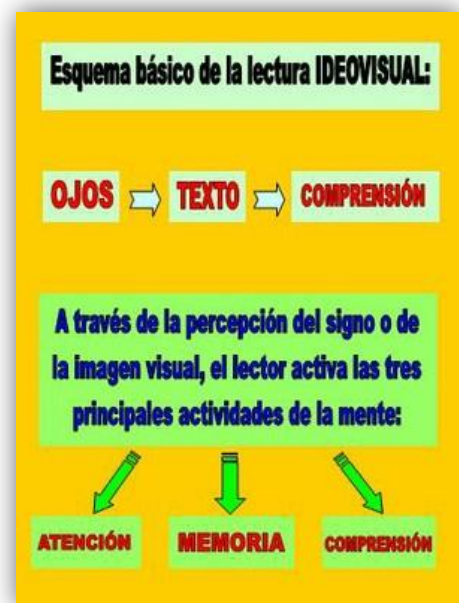 Esquema básico de la lectura IDEOVISUAL:
OJOS TEXTO COMPRENSIÓN
A través de la percepción del signo o de
la imagen visual, el lector activa las tres
principales actividades de la mente:
ATENCIÓN MEMORIA COMPRENSIÓN